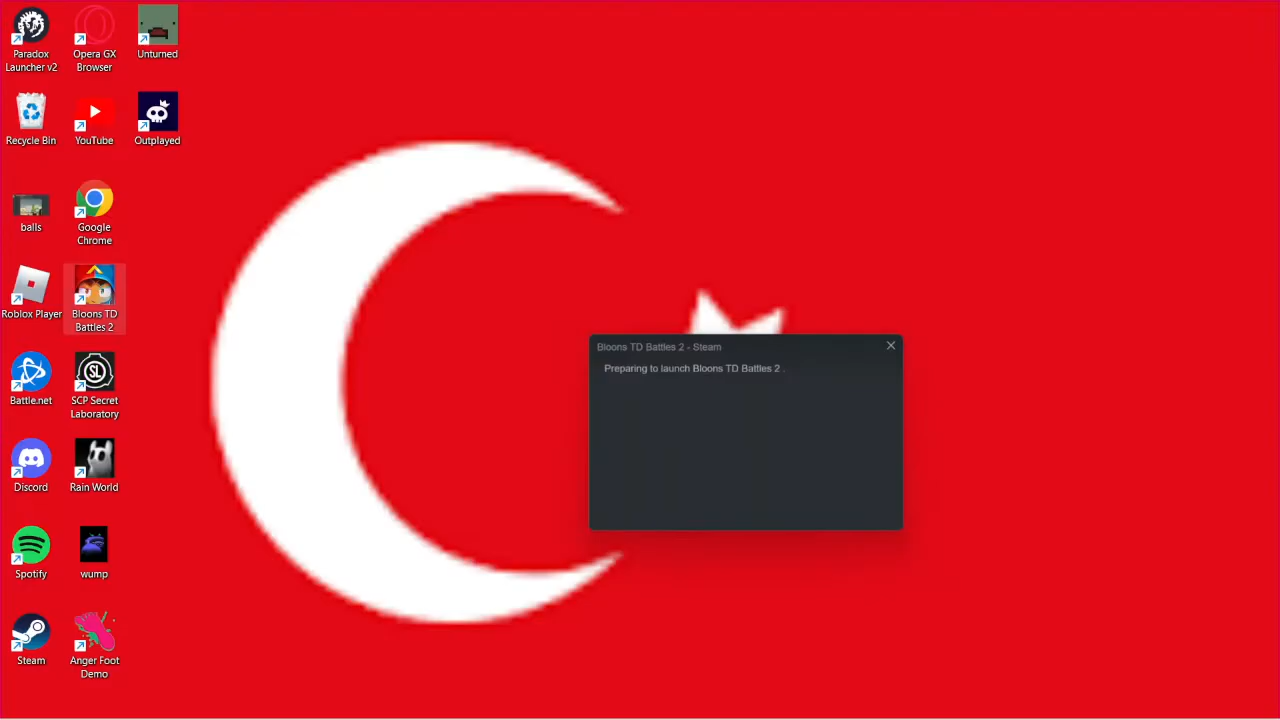 Paradox
Launcher v2
Opera GX
Browser
Unturned
Recycle Bin
YouTube
Outplayed
balls
Google
Chrome
Roblox Player
Bloons TD
Battles 2
Battle.net
SL
SCP Secret
Laboratory
Discord
Rain World
Spotify
wump
Steam
Anger Foot
Demo
Bloons TD Battles 2 - Steam
Preparing to launch Bloons TD Battles 2 .